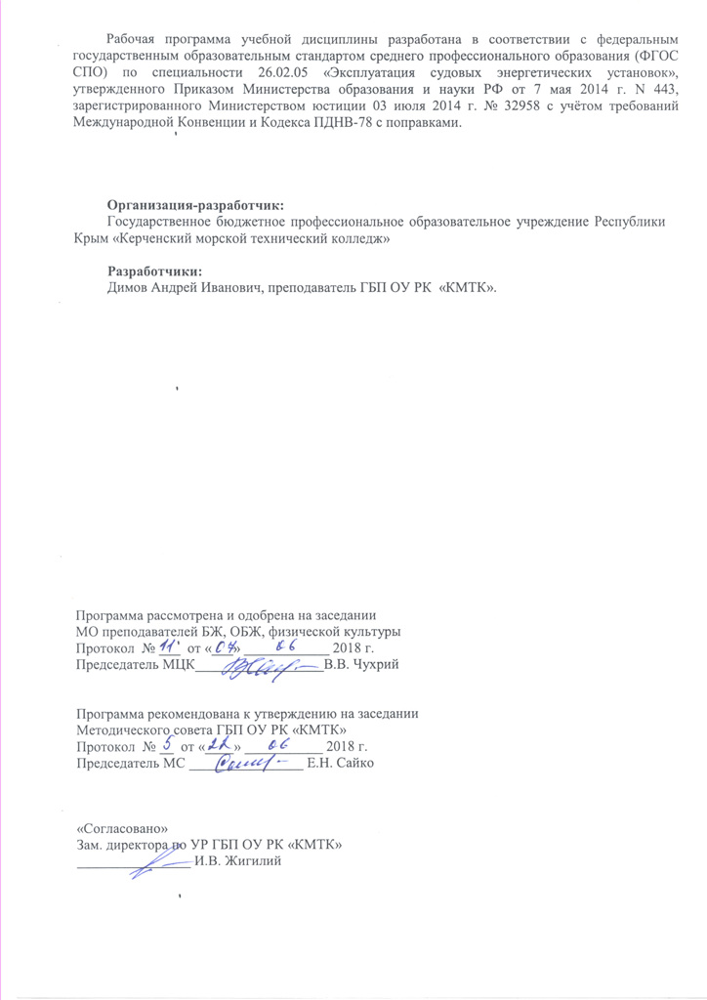 Рабочая программа учебной дисциплины разработана в соответствии с федеральным
государственным образовательным стандартом среднего профессионального образования (ФГОС
СПО) по специальности 26.02.05 «Эксплуатация судовых энергетических установок»,
утвержденного Приказом Министерства образования и науки РФ от 7 мая 2014 г. N 443,
зарегистрированного Министерством юстиции 03 июля 2014 г. № 32958 с учётом требований
Международной Конвенции и Кодекса ПДНВ-78 с поправками.
Организация-разработчик:
Государственное бюджетное профессиональное образовательное учреждение Республики
Крым «Керченский морской технический колледж»
Разработчики:
Димов Андрей Иванович, преподаватель ГБП ОУ РК «КМТК».
Программа рассмотрена и одобрена на заседании
МО преподавателей БЖ, ОБЖ, физической культуры
Протокол № 11 от «07» 06 2018 г.
Председатель МЦК В.В. Чухрий
Программа рекомендована к утверждению на заседании
Методического совета ГБП ОУ РК «КМТК»
Протокол № 5 от «22» 06 2018 г.
Председатель МС Е.Н. Сайко
«Согласовано»
Зам. директора по УР ГБП ОУ РК «КМТК»
И.В. Жигилий